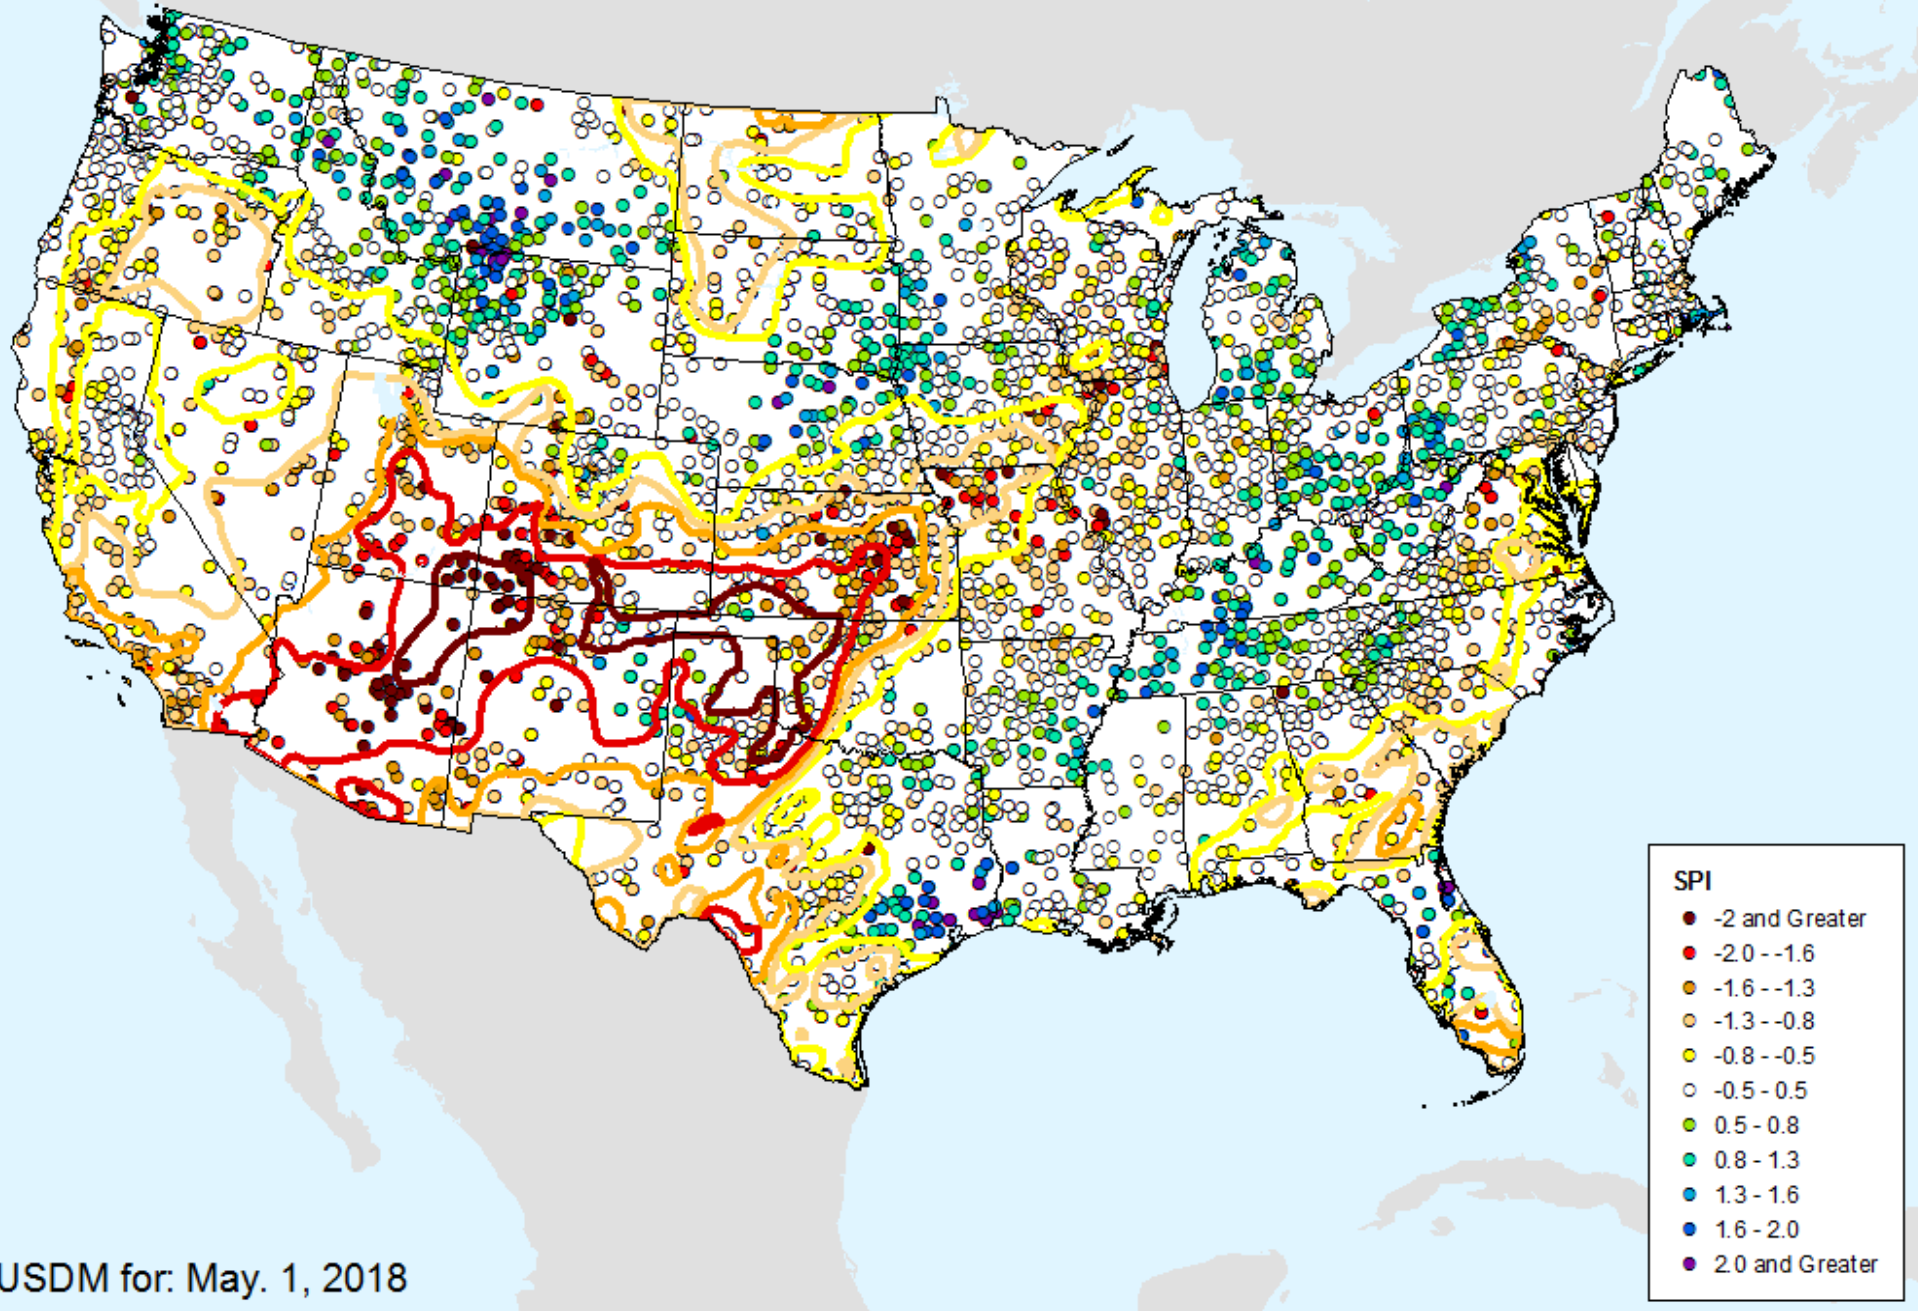 SPI
-2 and Greater
-2.0 - -1.6
-1.6 - -1.3
-1.3 - -0.8
-0.8 - -0.5
-0.5 - 0.5
0.5 - 0.8
0.8 - 1.3
1.3 - 1.6
1.6 - 2.0
2.0 and Greater
USDM for: May. 1, 2018